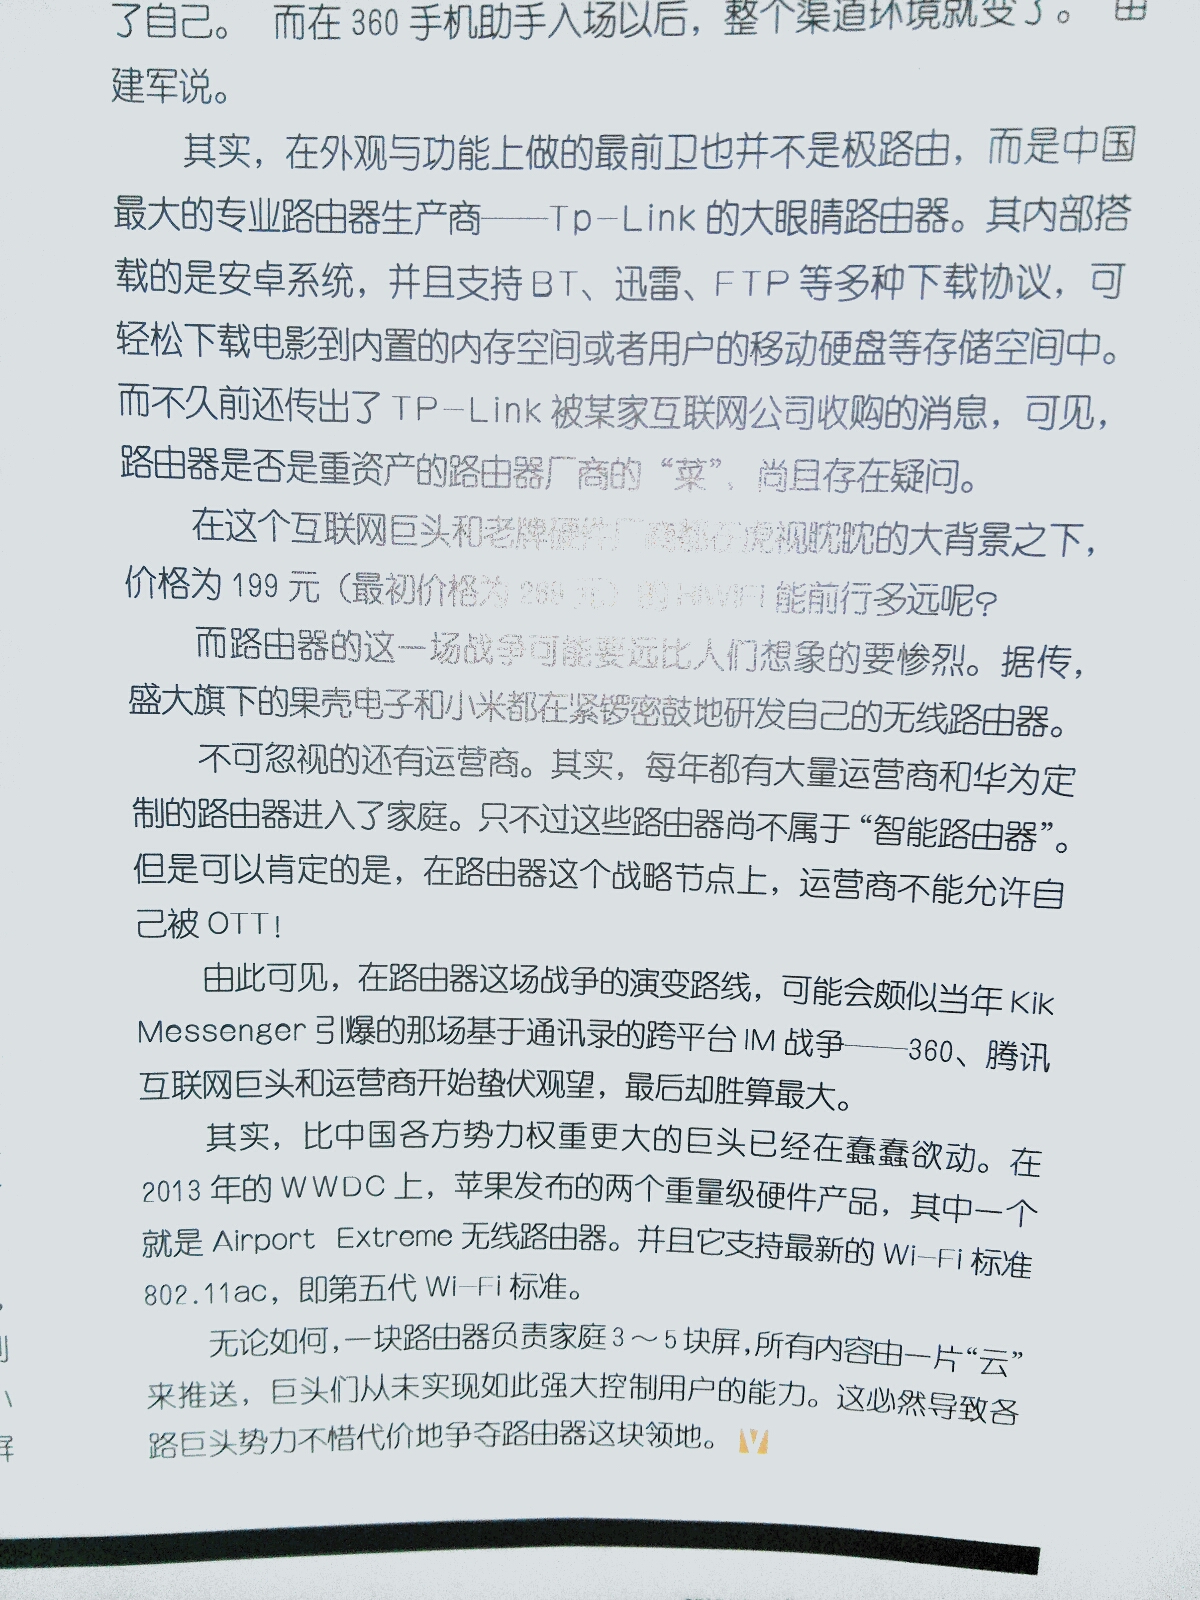 了自己。 而在 360 手机助手入场以后，整个渠道环境就变了。 由
建军说。
其实，在外观与功能上做的最前卫也并不是极路由，而是中国
最大的专业路由器生产商——Tp-Link 的大眼睛路由器。其内部搭
载的是安卓系统，并且支持 BT、迅雷、FTP 等多种下载协议，可
轻松下载电影到内置的内存空间或者用户的移动硬盘等存储空间中。
而不久前还传出了 TP-Link 被某家互联网公司收购的消息，可见，
路由器是否是重资产的路由器厂商的“菜”，尚且存在疑问。
在这个互联网巨头和老牌硬件厂商都在虎视眈眈的大背景之下，
价格为 199 元（最初价格为 元）的 HiWiFi 能前行多远呢？
而路由器的这一场战争可能要远比人们想象的要惨烈。据传，
盛大旗下的果壳电子和小米都在紧锣密鼓地研发自己的无线路由器。
不可忽视的还有运营商。其实，每年都有大量运营商和华为定
制的路由器进入了家庭。只不过这些路由器尚不属于“智能路由器”。
但是可以肯定的是，在路由器这个战略节点上，运营商不能允许自
己被 OTT！
由此可见，在路由器这场战争的演变路线，可能会颇似当年 Kik
Messenger 引爆的那场基于通讯录的跨平台 IM 战争——360、腾讯
互联网巨头和运营商开始蛰伏观望，最后却胜算最大。
其实，比中国各方势力权重更大的巨头已经在蠢蠢欲动。在
2013 年的 WWDC 上，苹果发布的两个重量级硬件产品，其中一个
就是 Airport Extreme 无线路由器。并且它支持最新的 Wi-Fi 标准
802.11ac，即第五代 Wi-Fi 标准。
无论如何，一块路由器负责家庭 3～5 块屏，所有内容由一片“云”
来推送，巨头们从未实现如此强大控制用户的能力。这必然导致各
路巨头势力不惜代价地争夺路由器这块领地。